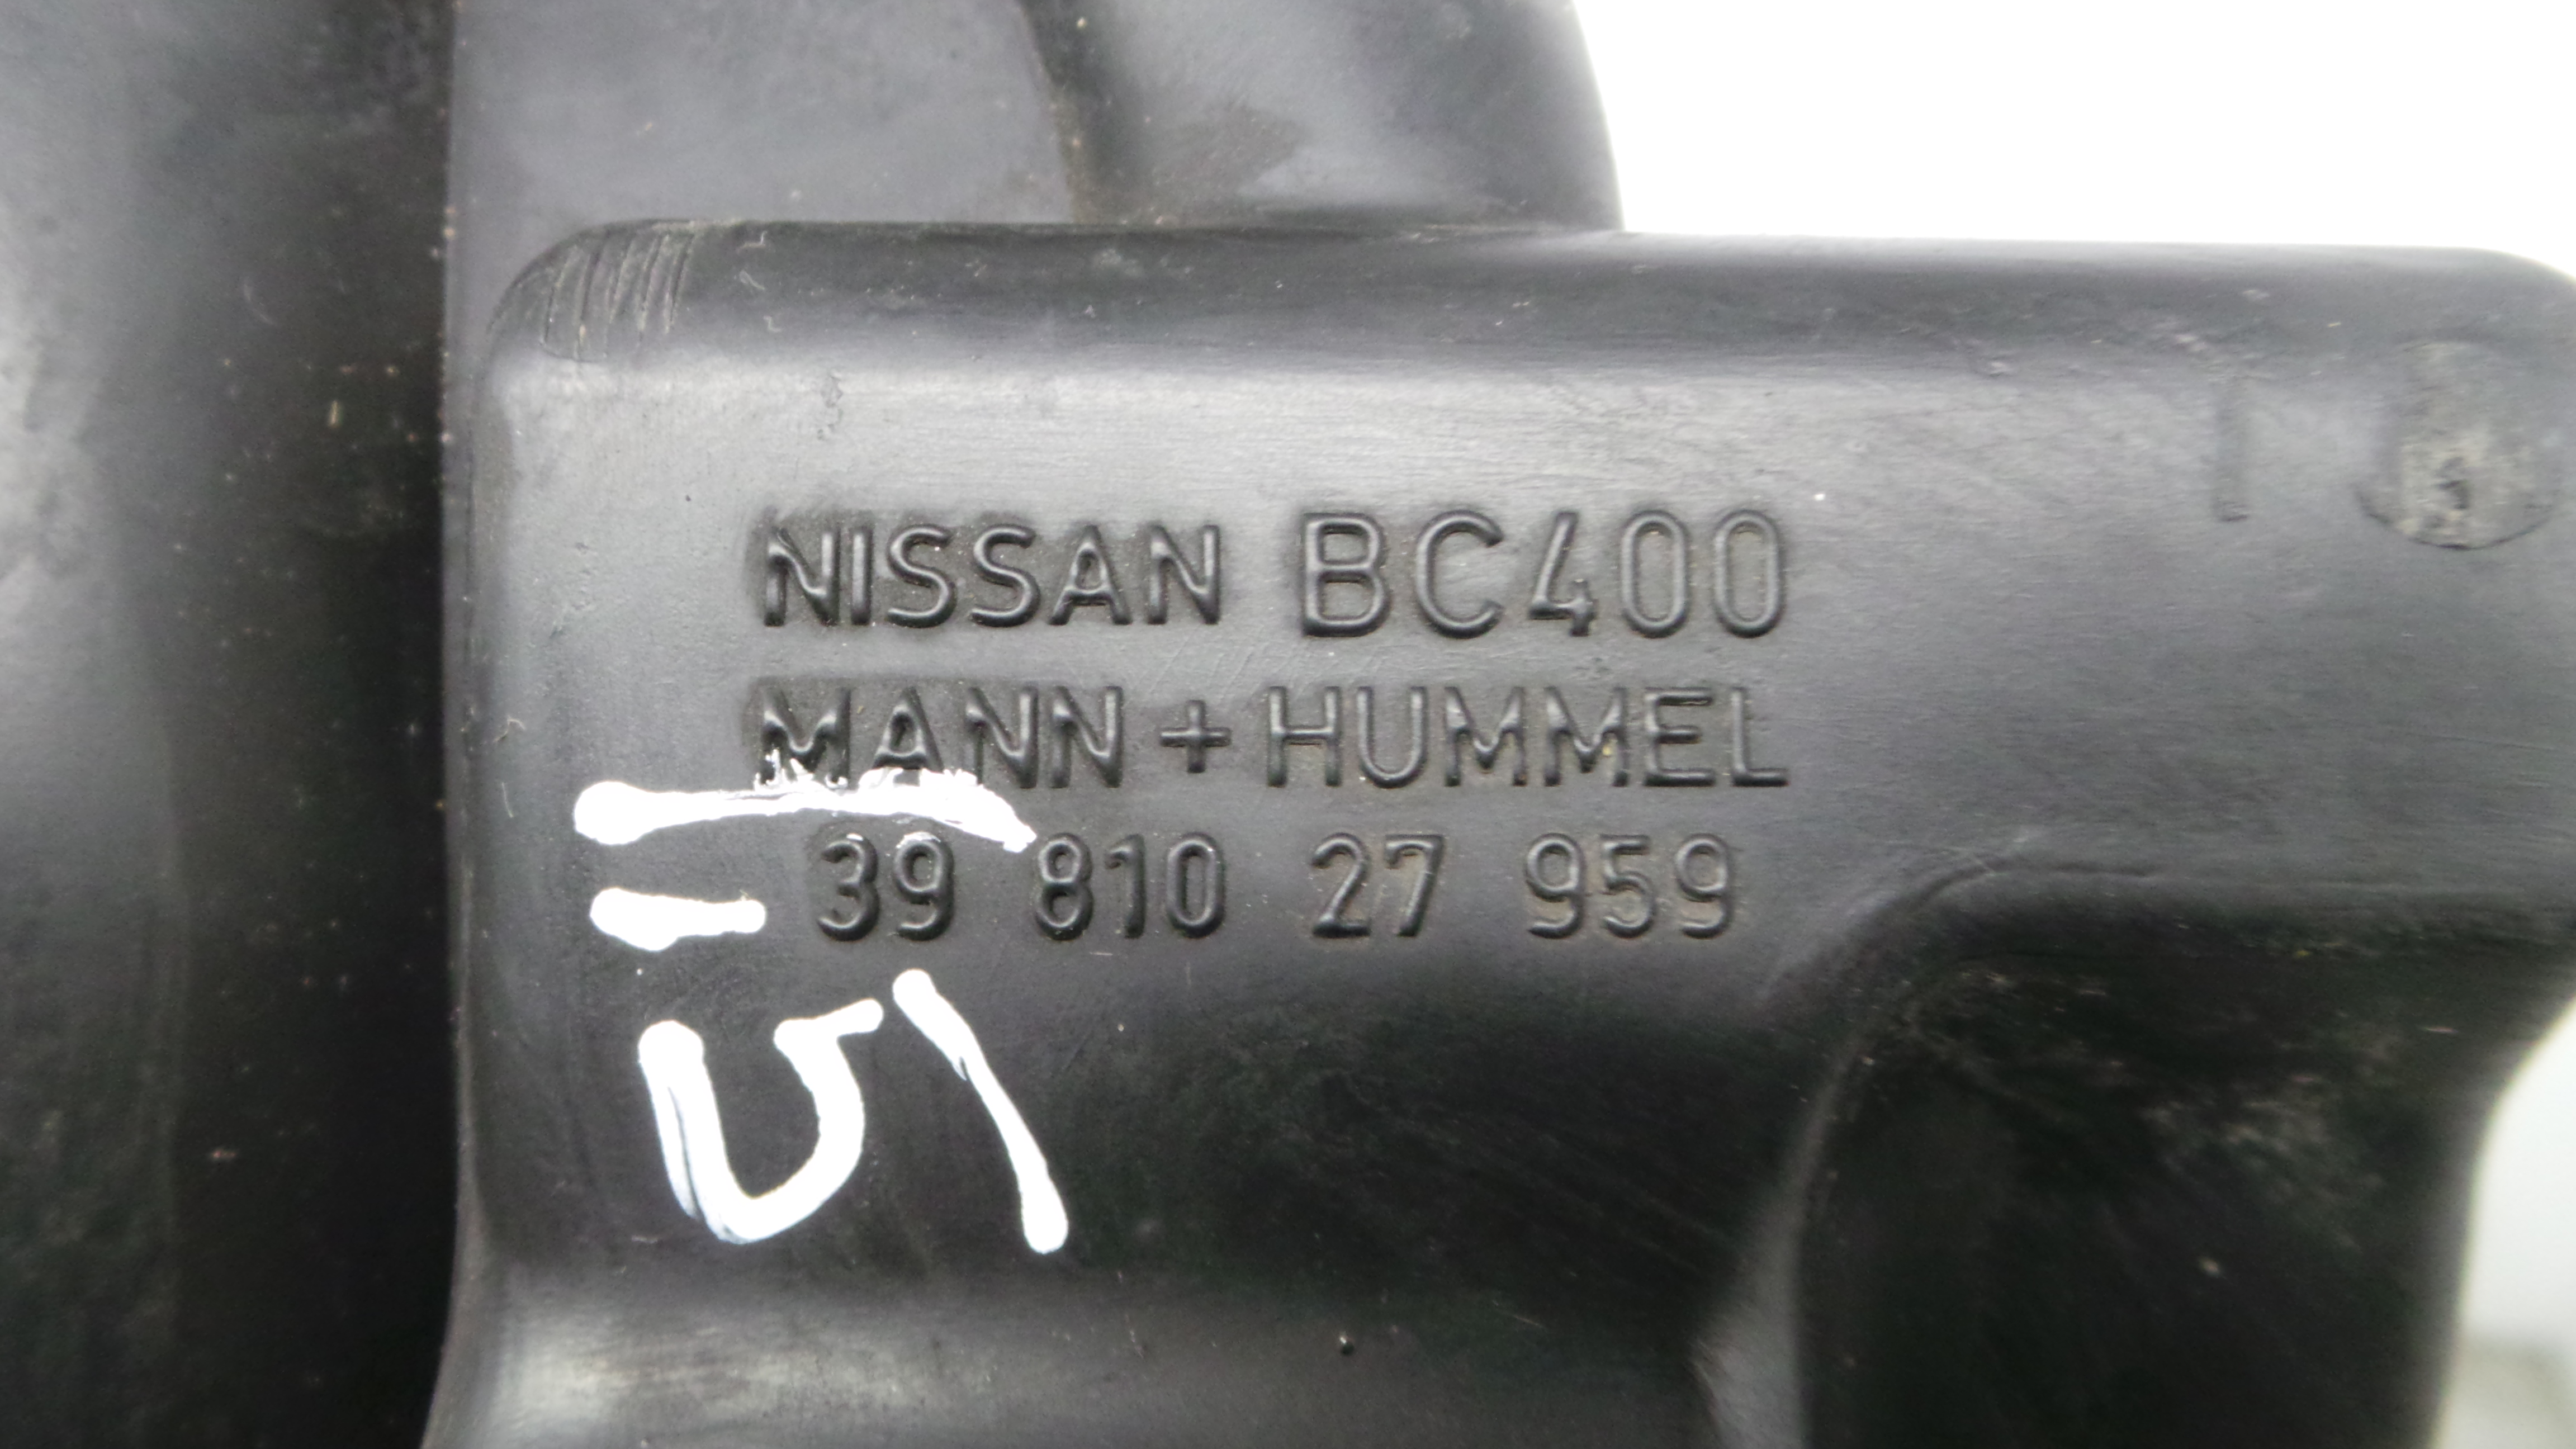 NISSAN BC400
MANN+HUMMEL
39 810 27 959